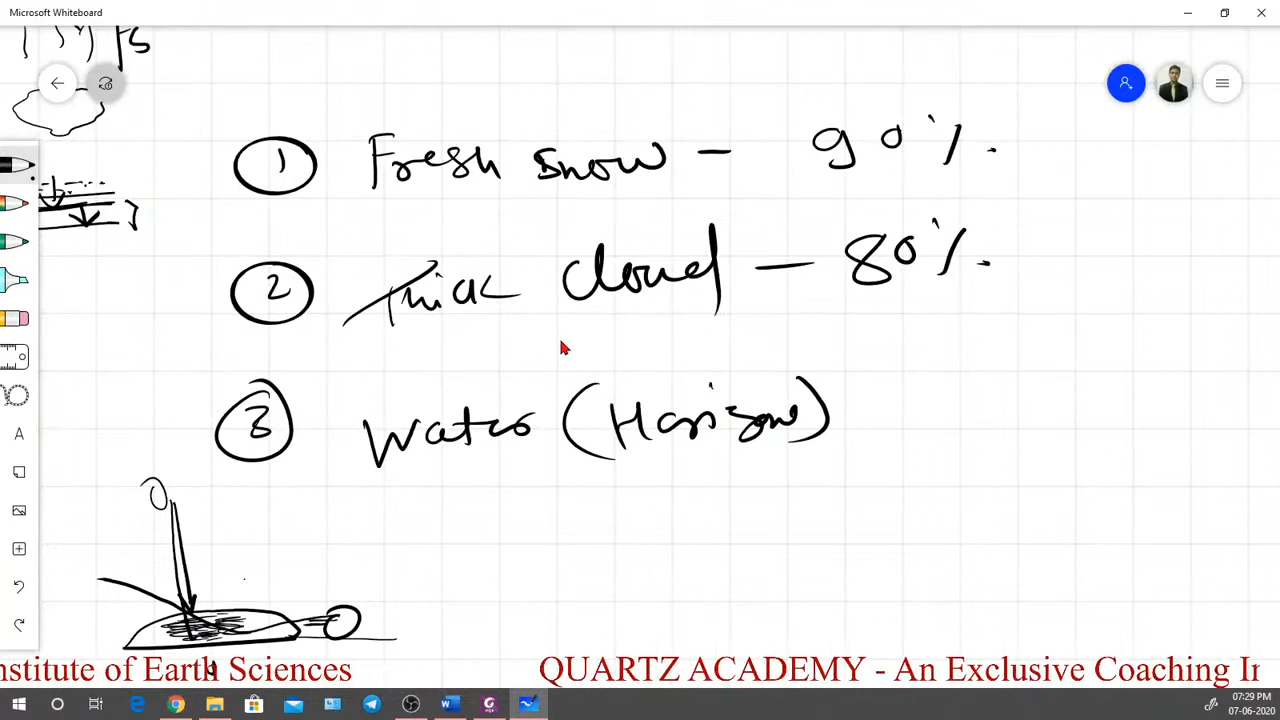 Microsoft Whiteboard
① Fresh snow - 90%.
② Thick cloud - 80%.
③ Water (Horizon)
nstitute of Earth Sciences QUARTZ ACADEMY - An Exclusive Coaching In
A
07:29 PM
07-06-2020